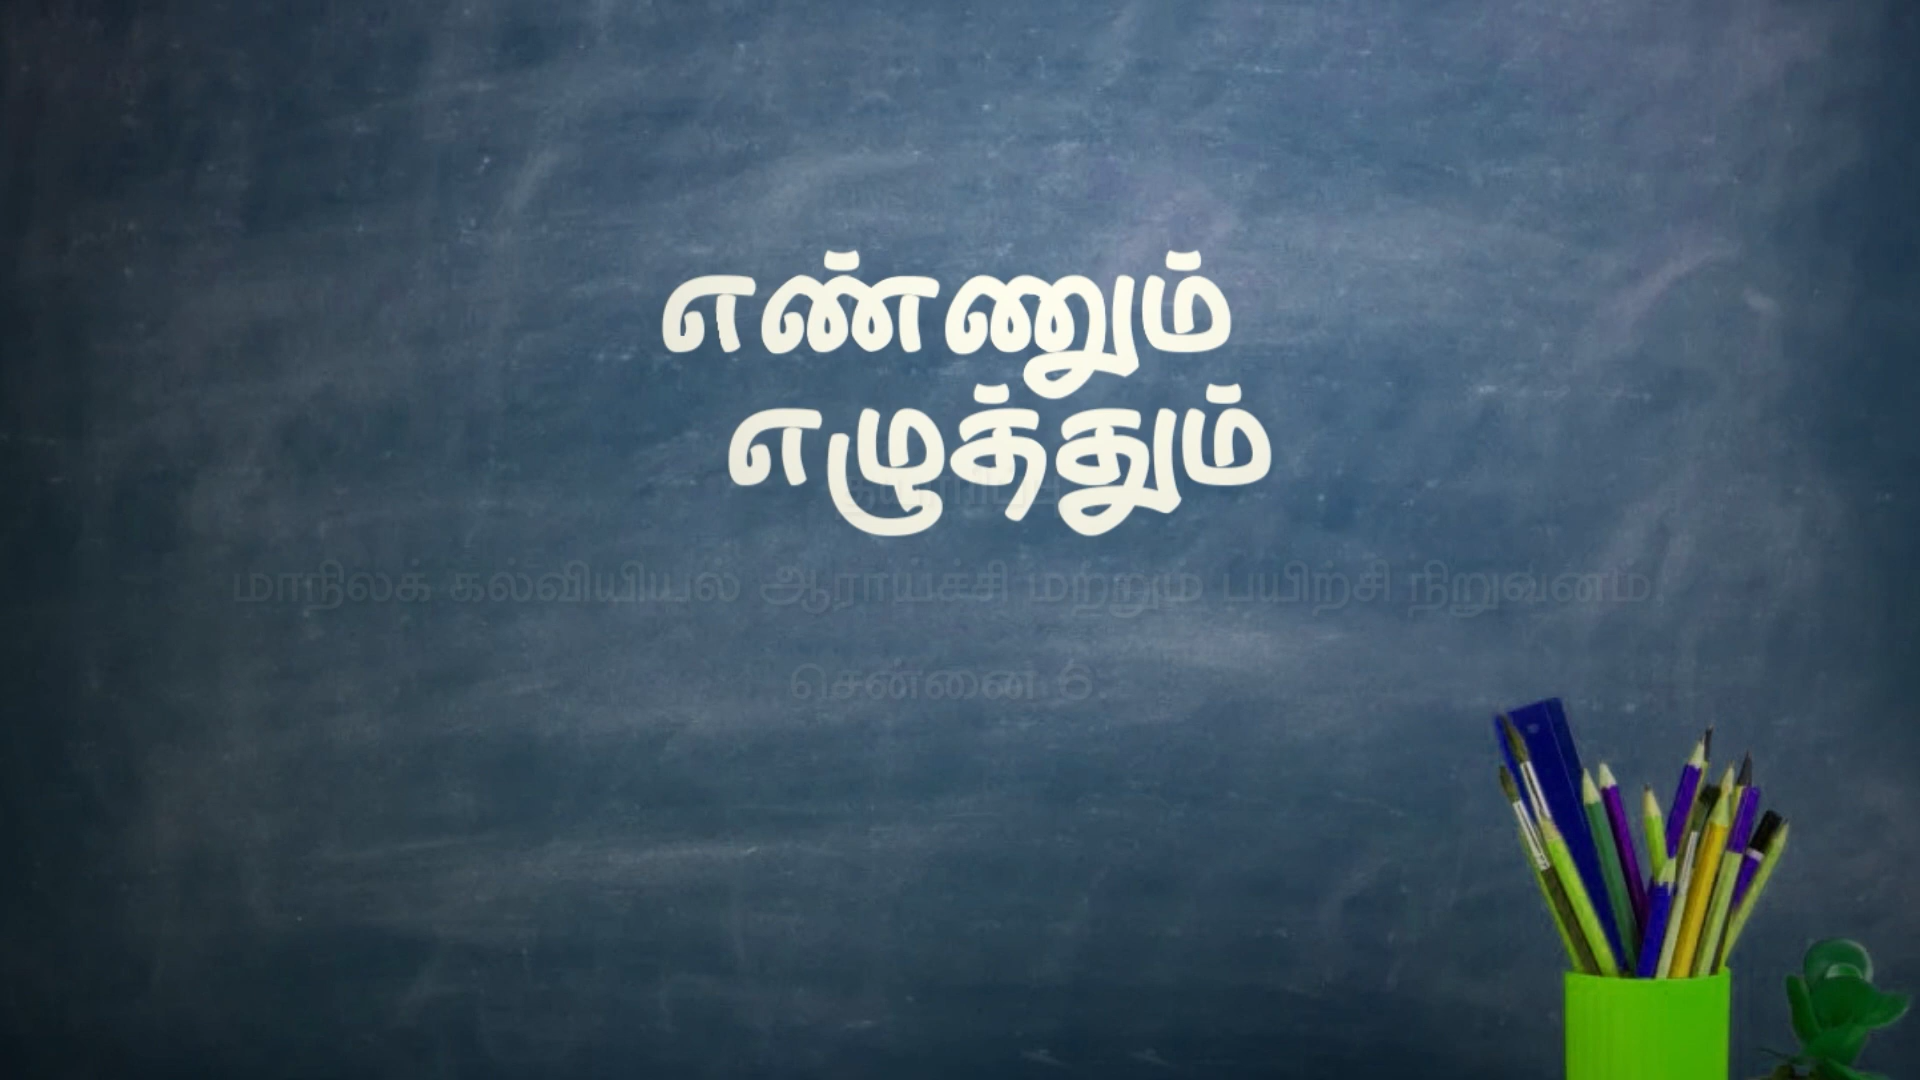 எண்ணும்
எழுத்தும்
மாநிலக் கல்வியியல் ஆராய்ச்சி மற்றும் பயிற்சி நிறுவனம்
சென்னை 6.